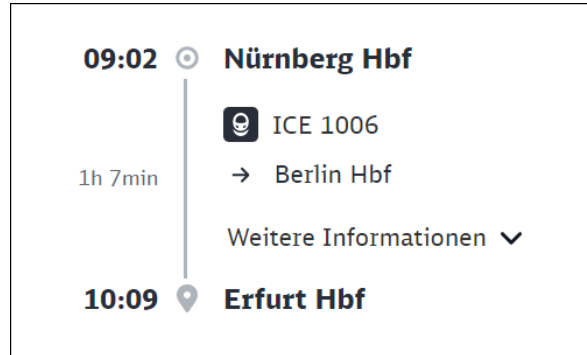 09:02 Nürnberg Hbf
ICE 1006
1h 7min → Berlin Hbf
Weitere Informationen
10:09 Erfurt Hbf